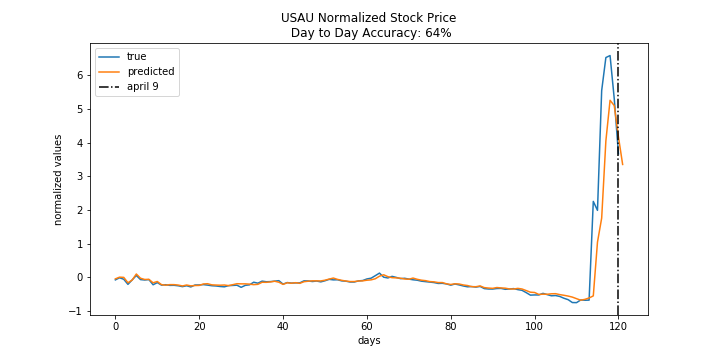 USAU Normalized Stock Price
Day to Day Accuracy: 64%
true
predicted
april 9
normalized values
6
5
4
3
2
1
0
−1
0
20
40
60
80
100
120
days